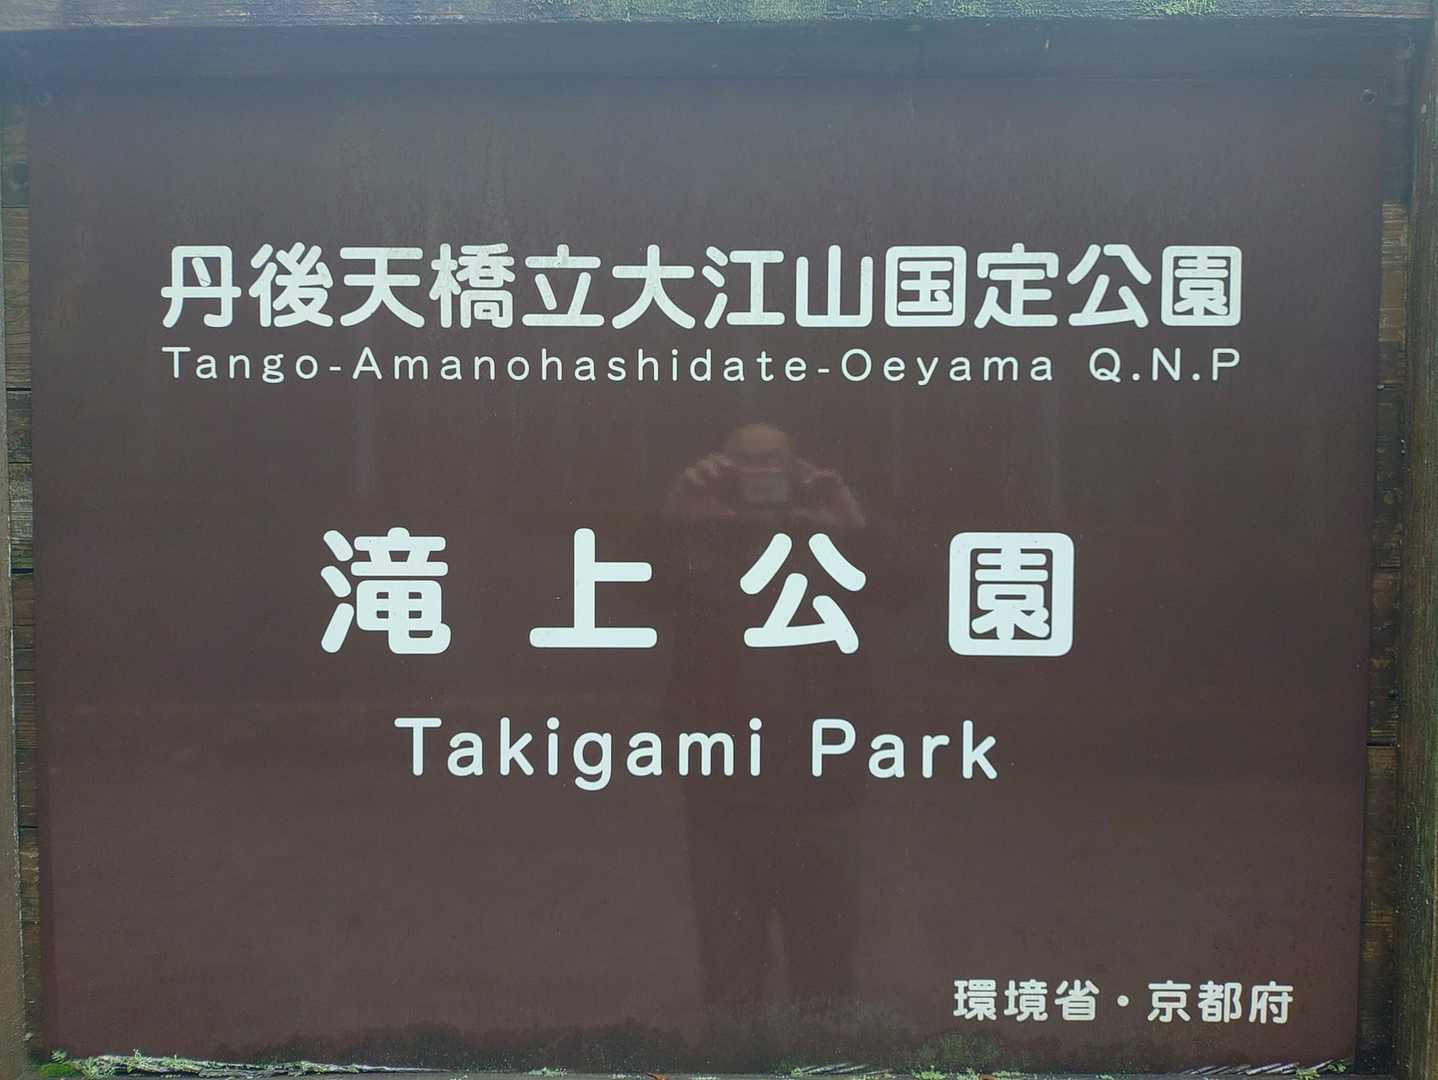 丹後天橋立大江山国定公園
Tango-Amanohashidate-Oeyama Q.N.P
滝上公園
Takigami Park
環境省・京都府